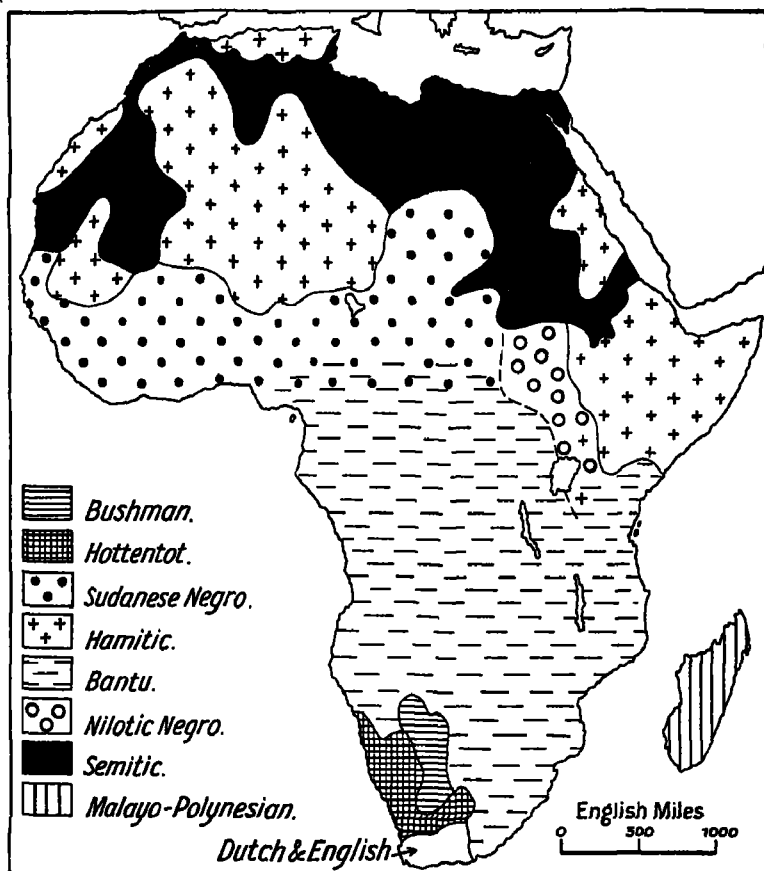 Bushman.
Hottentot.
Sudanese Negro.
Hamitic.
Bantu.
Nilotic Negro.
Semitic.
Malayo-Polynesian.
Dutch & English
English Miles
0 500 1000